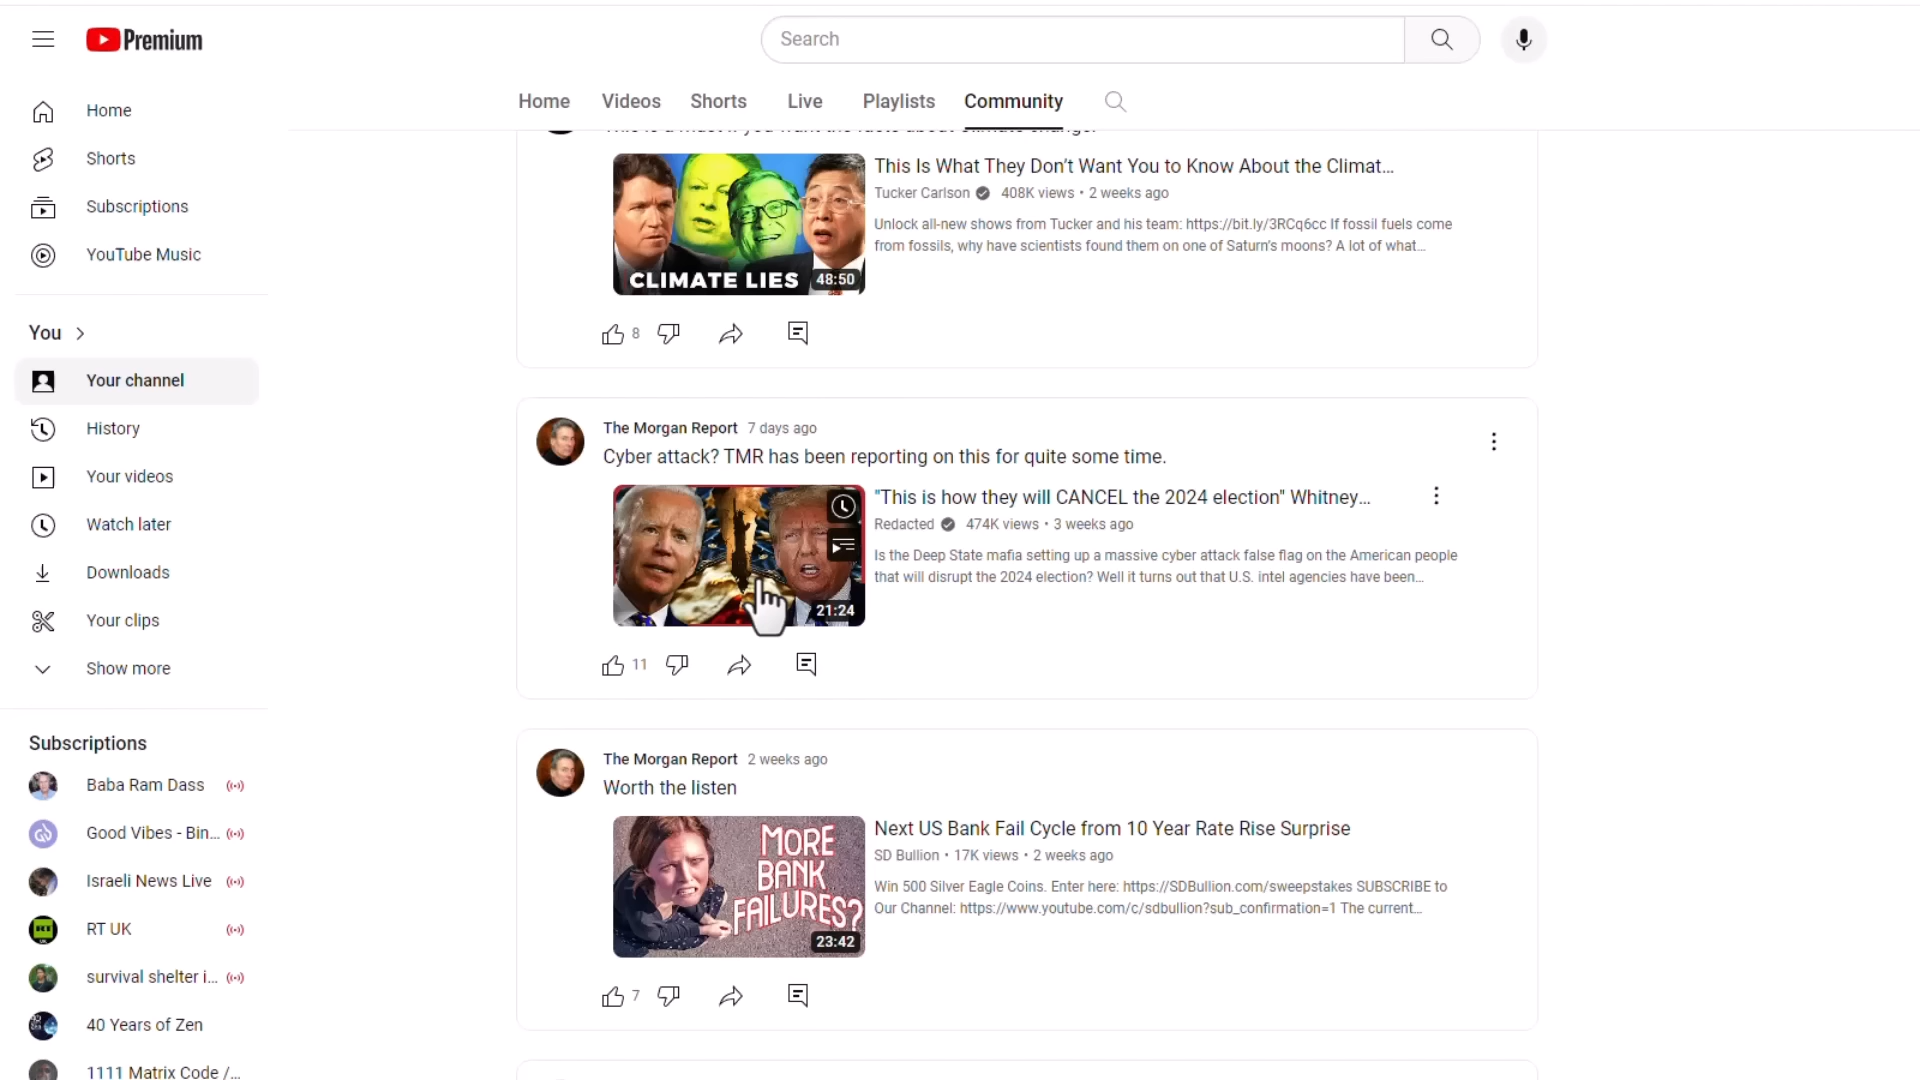 Premium
Search
Home
Shorts
Subscriptions
YouTube Music
You
Your channel
History
Your videos
Watch later
Downloads
Your clips
Show more
Subscriptions
Baba Ram Dass
Good Vibes - Bin...
Israeli News Live
RT UK
survival shelter i...
40 Years of Zen
1111 Matrix Code /...
Home Videos Shorts Live Playlists Community
This is a must if you want the facts about Climate change.
CLIMATE LIES
48:50
This Is What They Don’t Want You to Know About the Climat...
Tucker Carlson 408K views • 2 weeks ago
Unlock all-new shows from Tucker and his team: https://bit.ly/3RCq6cc If fossil fuels come
from fossils, why have scientists found them on one of Saturn's moons? A lot of what...
8
The Morgan Report 7 days ago
Cyber attack? TMR has been reporting on this for quite some time.
21:24
"This is how they will CANCEL the 2024 election" Whitney...
Redacted 474K views • 3 weeks ago
Is the Deep State mafia setting up a massive cyber attack false flag on the American people
that will disrupt the 2024 election? Well it turns out that U.S. intel agencies have been...
11
The Morgan Report 2 weeks ago
Worth the listen
MORE
BANK
FAILURES?
23:42
Next US Bank Fail Cycle from 10 Year Rate Rise Surprise
SD Bullion • 17K views • 2 weeks ago
Win 500 Silver Eagle Coins. Enter here: https://SDBullion.com/sweepstakes SUBSCRIBE to
Our Channel: https://www.youtube.com/c/sdbullion?sub_confirmation=1 The current...
7